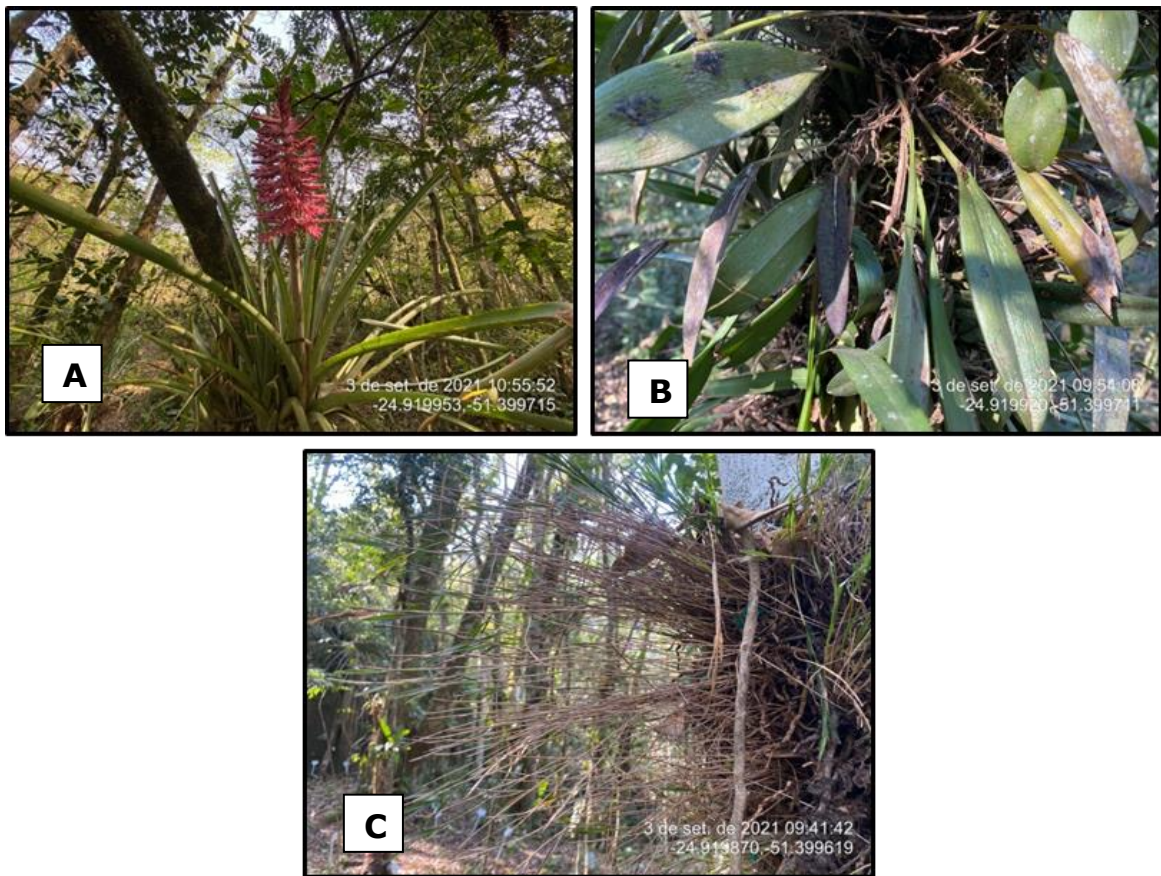 A
3 de set. de 2021 10:55:52
-24.919953,-51.399715
B
3 de set. de 2021 09:54:06
-24.919920,-51.399711
C
3 de set. de 2021 09:41:42
-24.919870,-51.399619